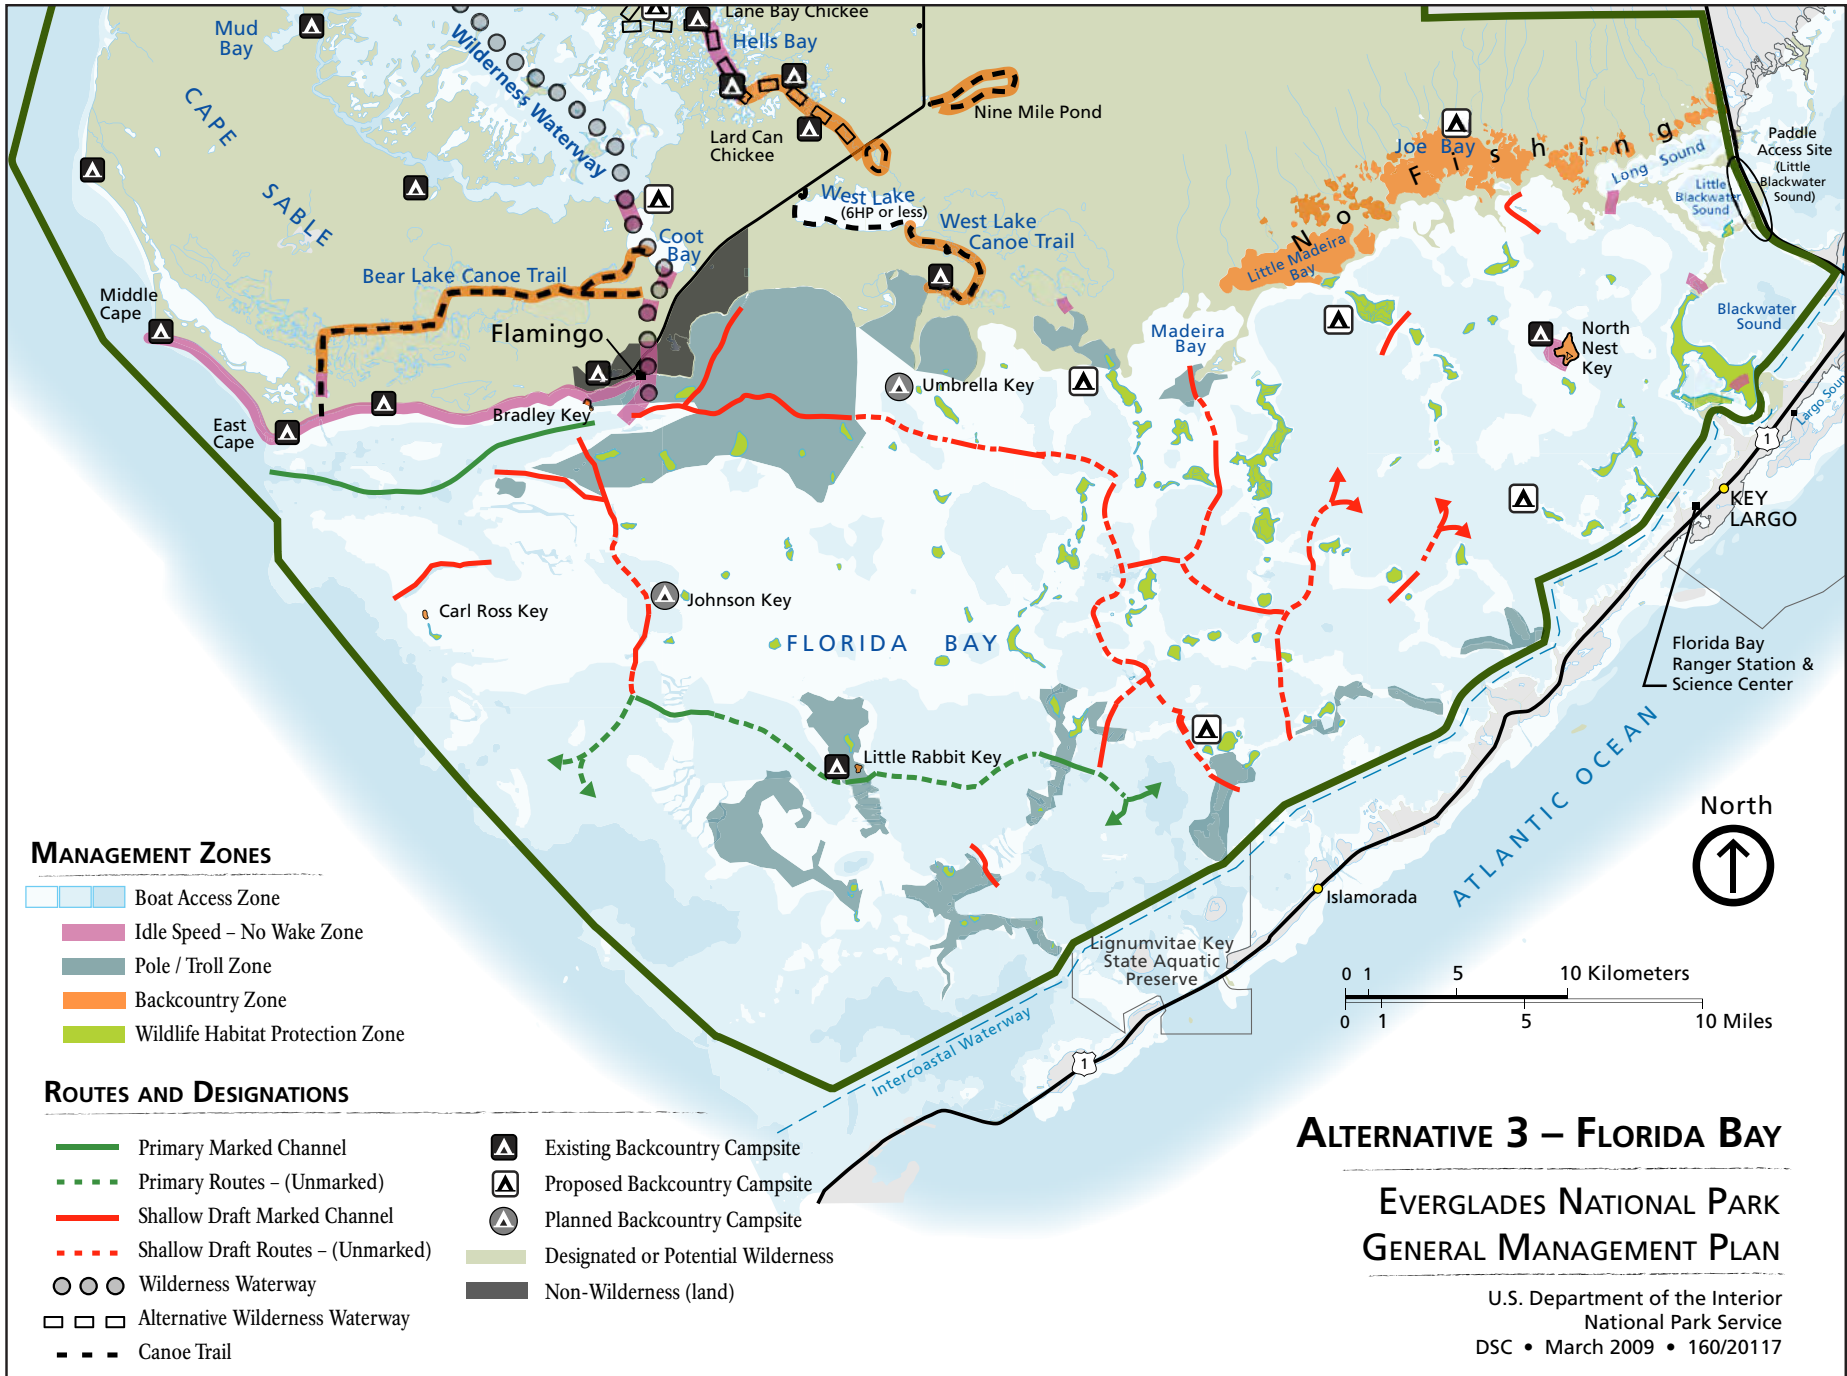 Lane Bay Chickee
Mud
Bay
Hells Bay
Wilderness Waterway
Nine Mile Pond
CAPE
SABLE
Lard Can
Chickee
Joe Bay
No Fishing
Long Sound
Paddle
Access Site
(Little
Blackwater
Sound)
Little
Blackwater
Sound
West Lake
(6HP or less)
West Lake
Canoe Trail
Coot
Bay
Little Madeira
Bay
Bear Lake Canoe Trail
Middle
Cape
Flamingo
Madeira
Bay
Blackwater
Sound
North
Nest
Key
Umbrella Key
Bradley Key
East
Cape
1
KEY
LARGO
Carl Ross Key
Johnson Key
FLORIDA BAY
Florida Bay
Ranger Station &
Science Center
Little Rabbit Key
ATLANTIC OCEAN
North
Islamorada
Lignumvitae Key
State Aquatic
Preserve
Intercoastal Waterway
1
0 1 5 10 Kilometers
0 1 5 10 Miles
MANAGEMENT ZONES
Boat Access Zone
Idle Speed – No Wake Zone
Pole / Troll Zone
Backcountry Zone
Wildlife Habitat Protection Zone
ROUTES AND DESIGNATIONS
Primary Marked Channel
Primary Routes – (Unmarked)
Shallow Draft Marked Channel
Shallow Draft Routes – (Unmarked)
Wilderness Waterway
Alternative Wilderness Waterway
Canoe Trail
Existing Backcountry Campsite
Proposed Backcountry Campsite
Planned Backcountry Campsite
Designated or Potential Wilderness
Non-Wilderness (land)
ALTERNATIVE 3 – FLORIDA BAY
EVERGLADES NATIONAL PARK
GENERAL MANAGEMENT PLAN
U.S. Department of the Interior
National Park Service
DSC • March 2009 • 160/20117